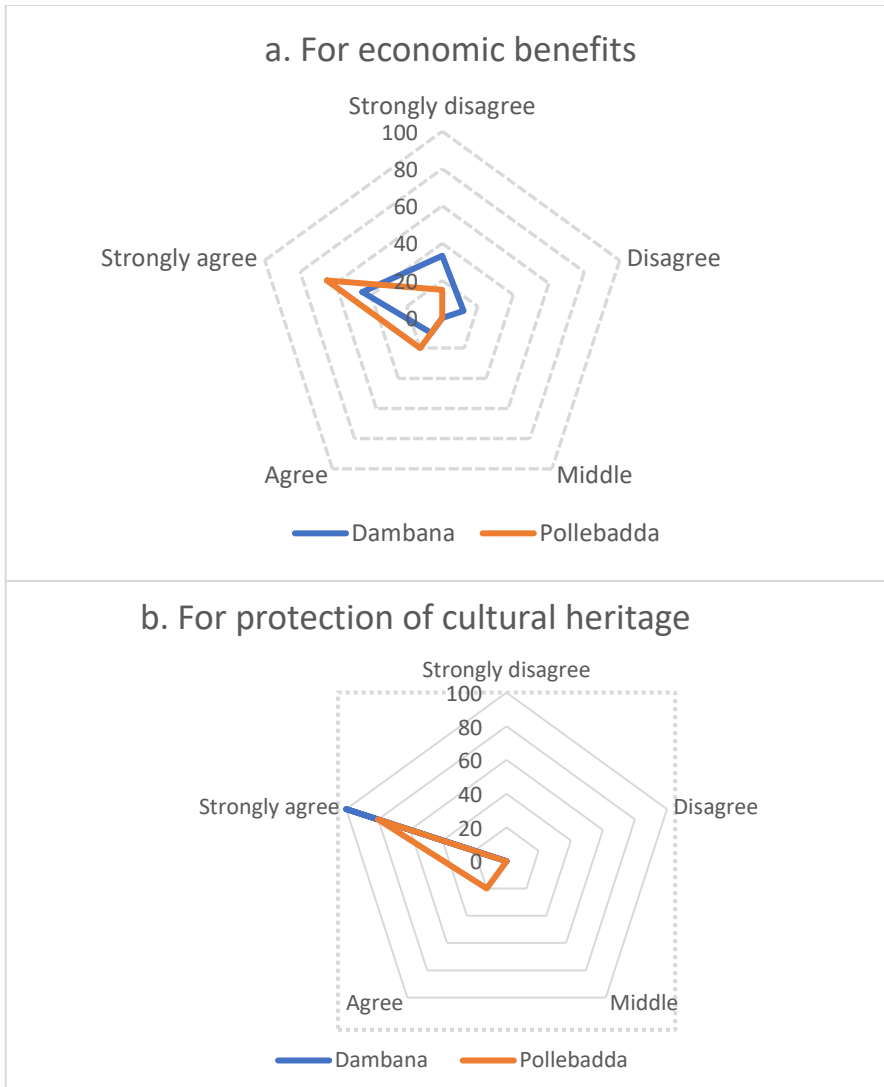 a. For economic benefits
Strongly disagree
100
80
60
40
20
0
Strongly agree
Disagree
Agree
Middle
Dambana
Pollebadda
b. For protection of cultural heritage
Strongly disagree
100
80
60
40
20
0
Strongly agree
Disagree
Agree
Middle
Dambana
Pollebadda